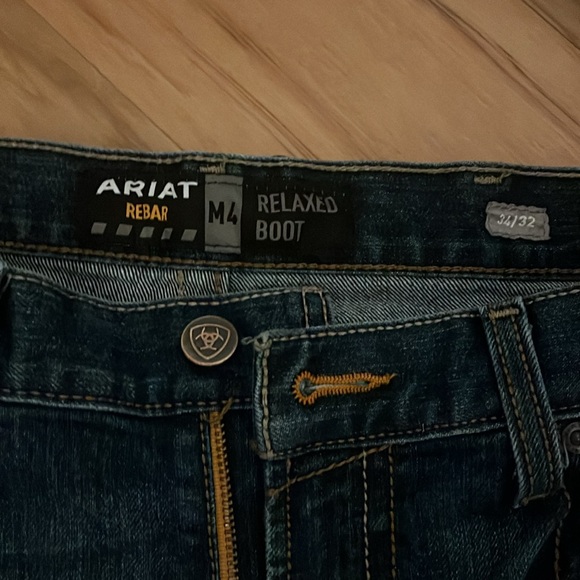 ARIAT
REBAR
M4
RELAXED
BOOT
34/32